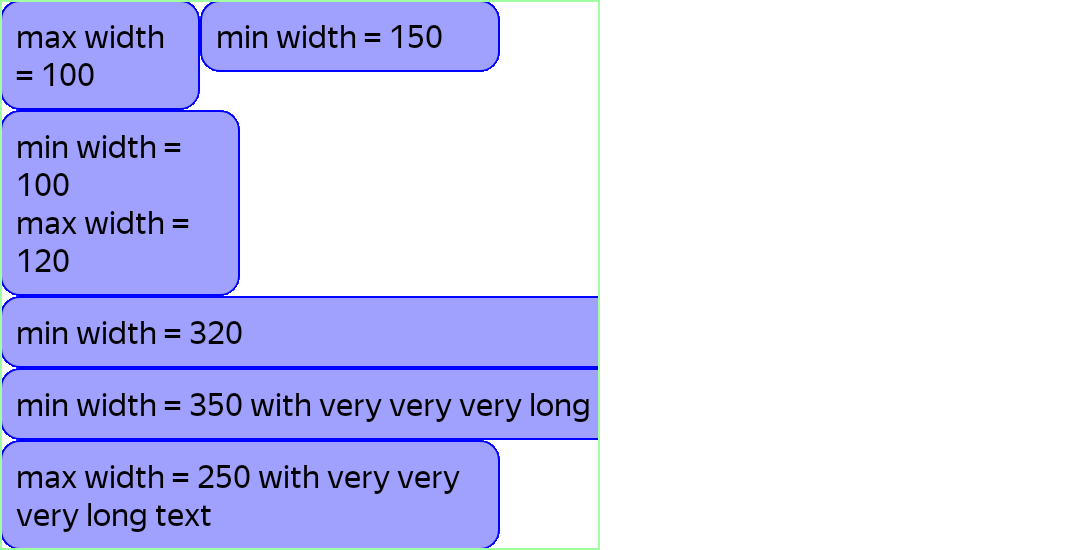 max width
= 100
min width = 150
min width =
100
max width =
120
min width = 320
min width = 350 with very very very long
max width = 250 with very very
very long text